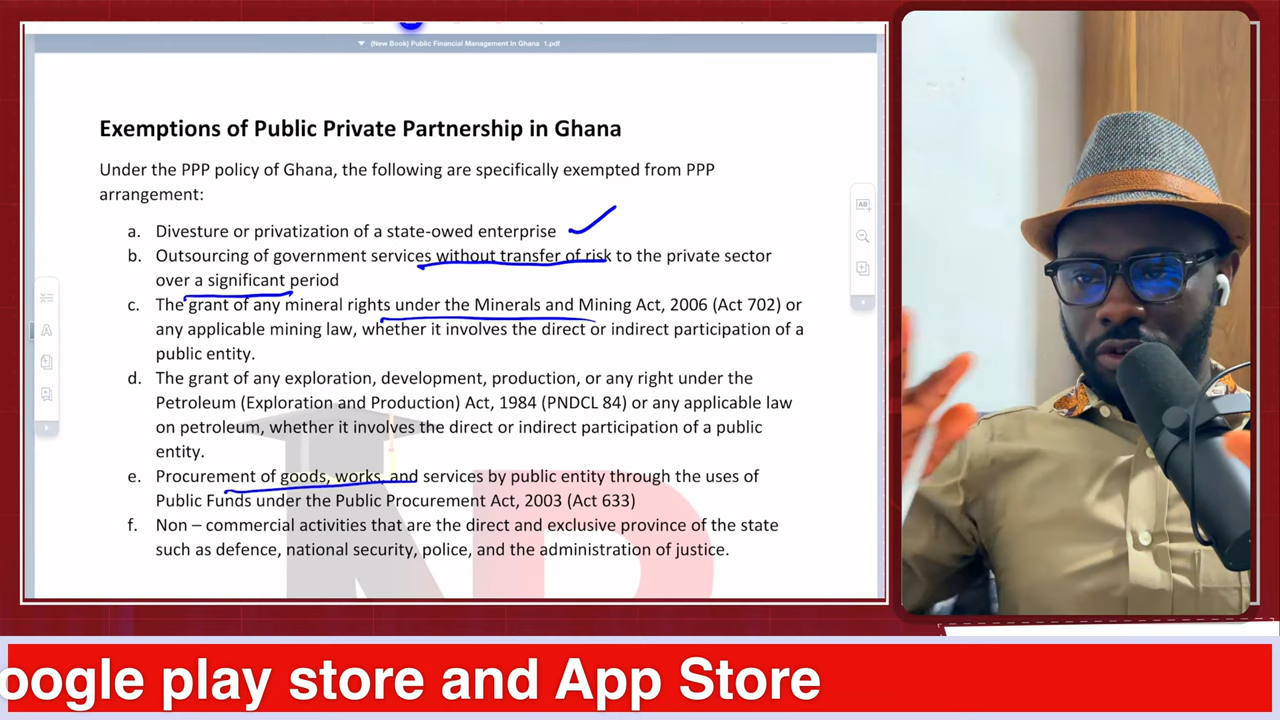 (New Book) Public Financial Management In Ghana 1.pdf
Exemptions of Public Private Partnership in Ghana
Under the PPP policy of Ghana, the following are specifically exempted from PPP
arrangement:
a. Divesture or privatization of a state-owed enterprise
b. Outsourcing of government services without transfer of risk to the private sector
over a significant period
c. The grant of any mineral rights under the Minerals and Mining Act, 2006 (Act 702) or
any applicable mining law, whether it involves the direct or indirect participation of a
public entity.
d. The grant of any exploration, development, production, or any right under the
Petroleum (Exploration and Production) Act, 1984 (PNDCL 84) or any applicable law
on petroleum, whether it involves the direct or indirect participation of a public
entity.
e. Procurement of goods, works, and services by public entity through the uses of
Public Funds under the Public Procurement Act, 2003 (Act 633)
f. Non – commercial activities that are the direct and exclusive province of the state
such as defence, national security, police, and the administration of justice.
AB
A
ND
oogle play store and App Store